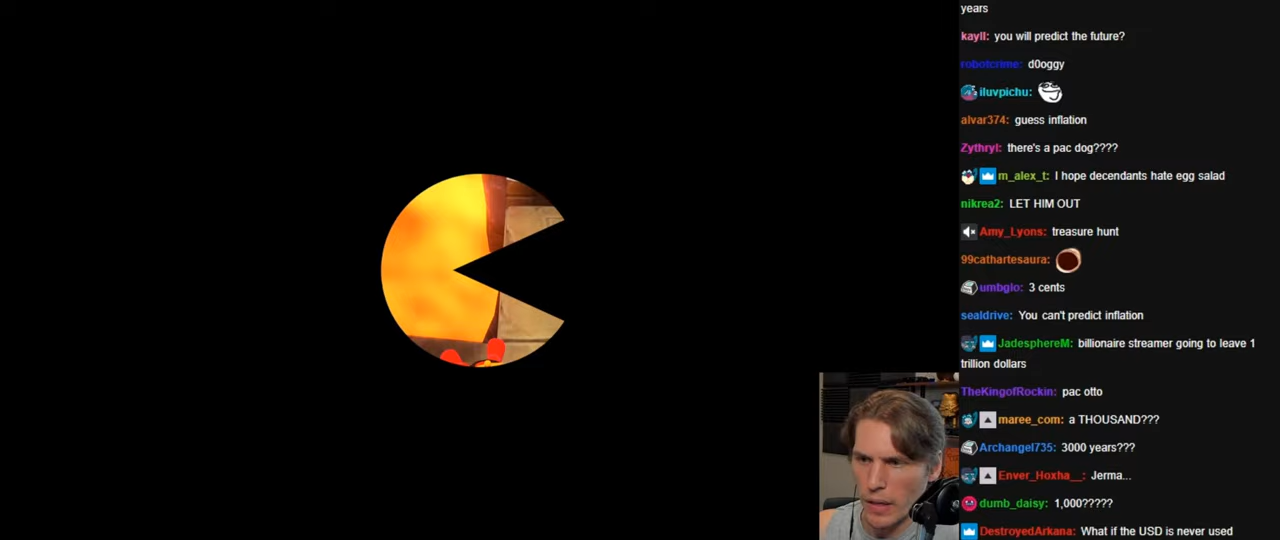 years
kayll: you will predict the future?
robotcrime: d0oggy
iluvpichu:
alvar374: guess inflation
Zythryl: there's a pac dog????
m_alex_t: I hope decendants hate egg salad
nikrea2: LET HIM OUT
Amy_Lyons: treasure hunt
99cathartesaura:
umbglo: 3 cents
sealdrive: You can't predict inflation
JadesphereM: billionaire streamer going to leave 1
trillion dollars
TheKingofRockin: pac otto
maree_com: a THOUSAND???
Archangel735: 3000 years???
Enver_Hoxha__: Jerma...
dumb_daisy: 1,000?????
DestroyedArkana: What if the USD is never used